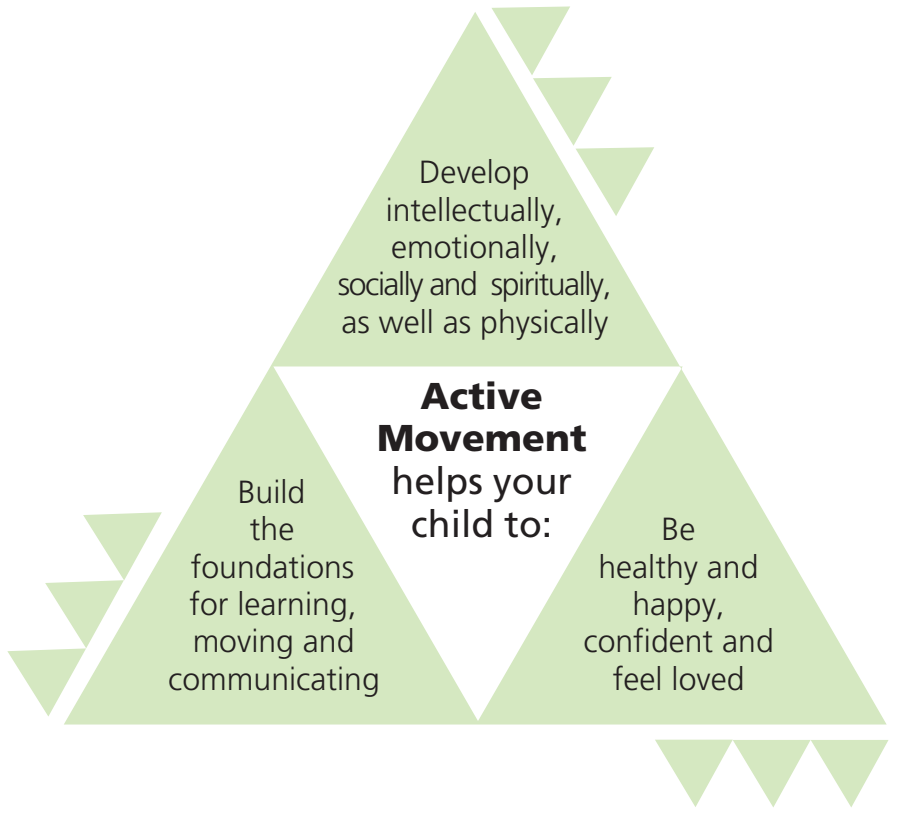 Develop
intellectually,
emotionally,
socially and spiritually,
as well as physically
Active
Movement
helps your
child to:
Build
the
foundations
for learning,
moving and
communicating
Be
healthy and
happy,
confident and
feel loved